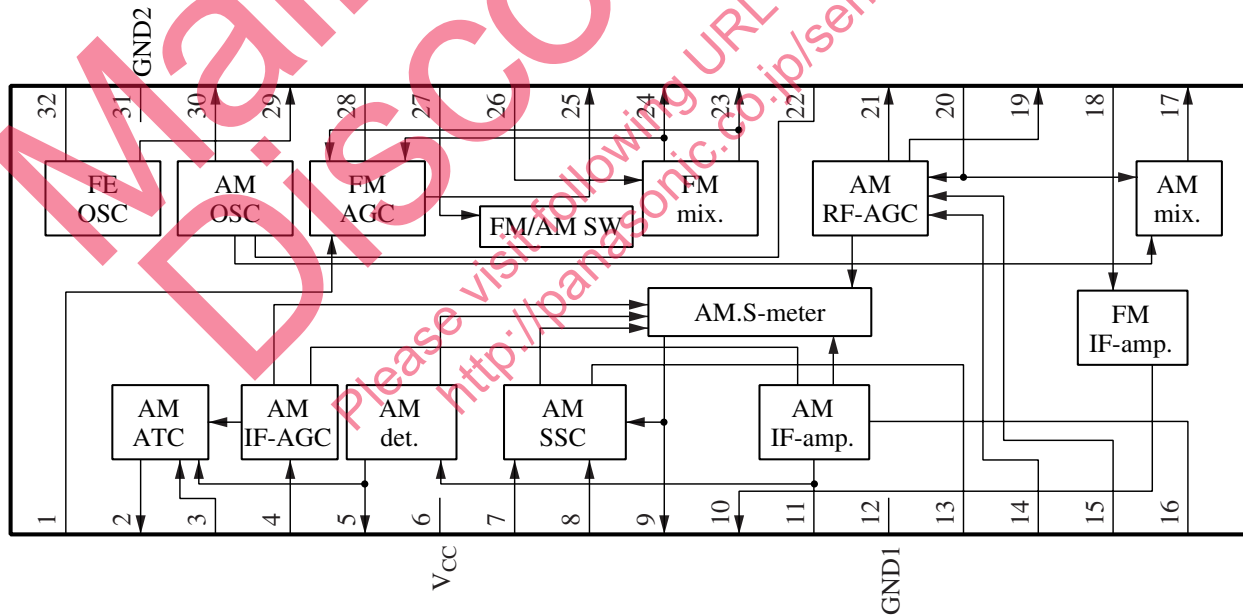 GND2
32
31
30
29
28
27
26
25
24
23
22
21
20
19
18
17
FE
OSC
AM
OSC
FM
AGC
FM/AM SW
FM
mix.
AM
RF-AGC
AM
mix.
AM.S-meter
FM
IF-amp.
AM
ATC
AM
IF-AGC
AM
det.
AM
SSC
AM
IF-amp.
1
2
3
4
5
6
7
8
9
10
11
12
13
14
15
16
VCC
GND1
Disco
Please visit following URL
http://panasonic.co.jp/sem